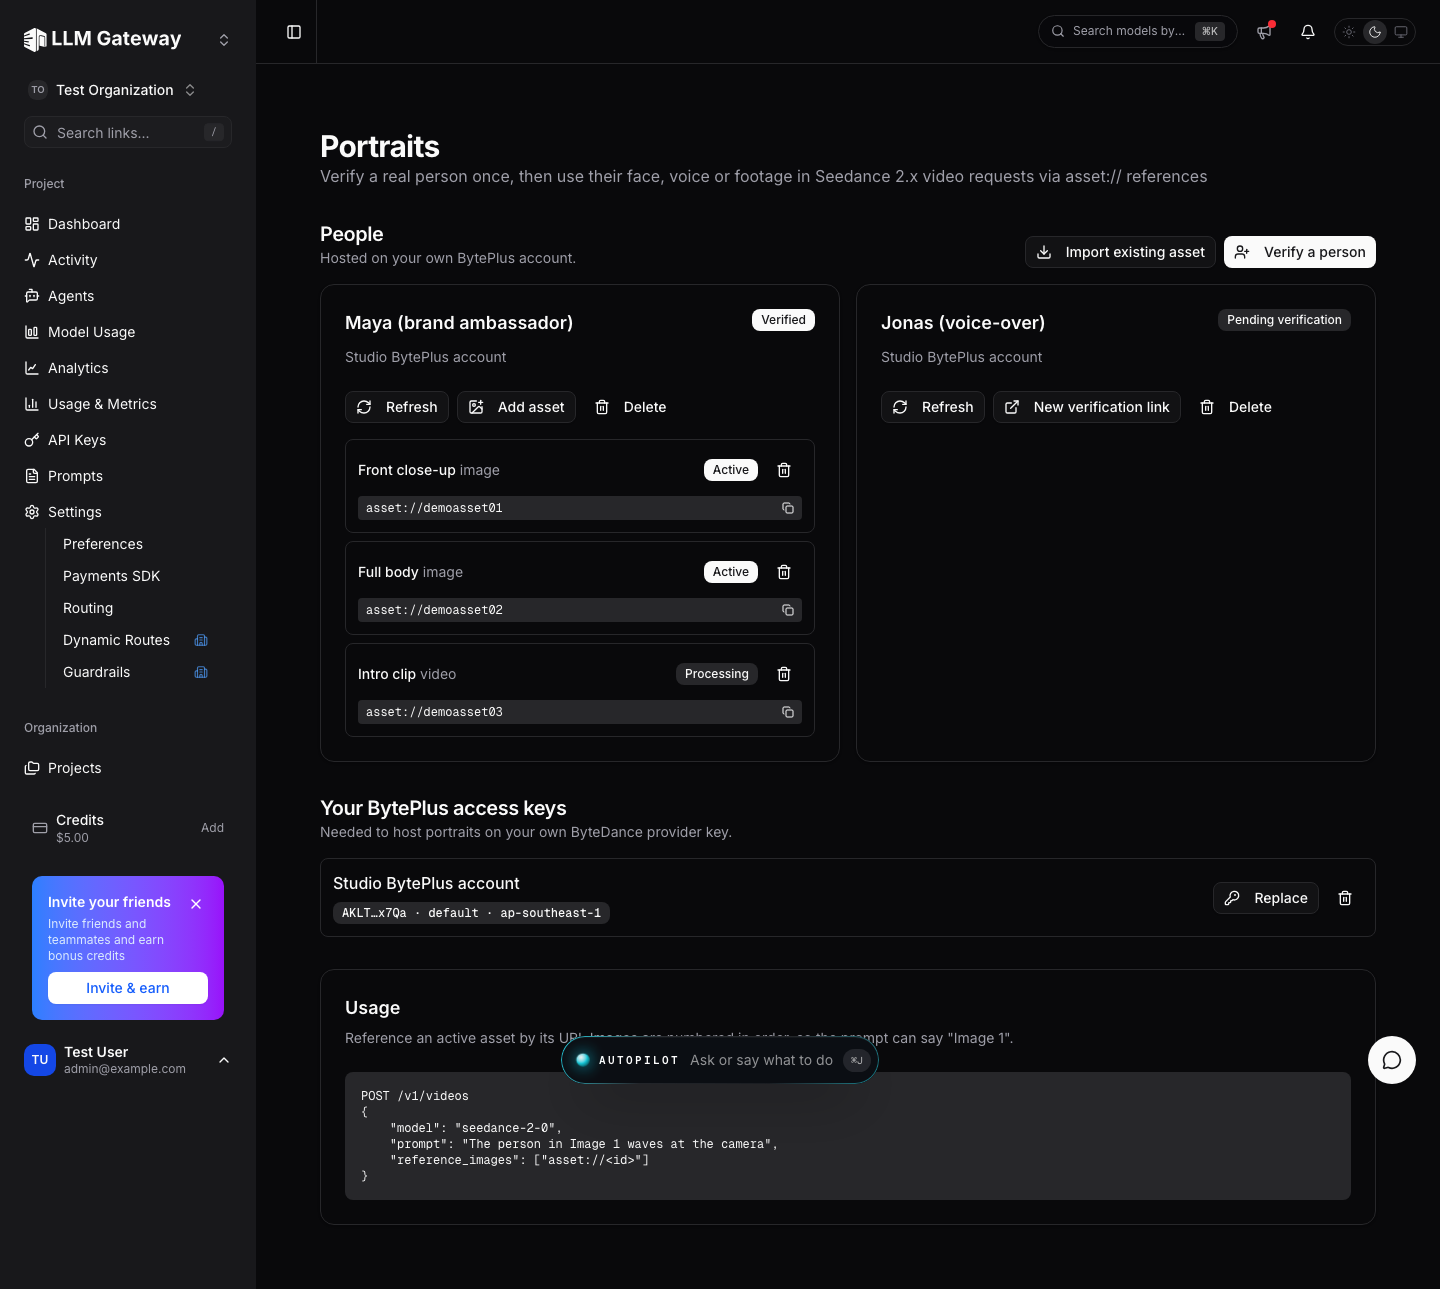 LLM Gateway
TO Test Organization
Search links... /
Project
Dashboard
Activity
Agents
Model Usage
Analytics
Usage & Metrics
API Keys
Prompts
Settings
Preferences
Payments SDK
Routing
Dynamic Routes
Guardrails
Organization
Projects
Credits
$5.00
Add
Invite your friends
Invite friends and
teammates and earn
bonus credits
Invite & earn
TU
Test User
admin@example.com
Search models by... ⌘K
Portraits
Verify a real person once, then use their face, voice or footage in Seedance 2.x video requests via asset:// references
People
Hosted on your own BytePlus account.
Import existing asset
Verify a person
Maya (brand ambassador)
Verified
Studio BytePlus account
Refresh
Add asset
Delete
Front close-up image
Active
asset://demoasset01
Full body image
Active
asset://demoasset02
Intro clip video
Processing
asset://demoasset03
Jonas (voice-over)
Pending verification
Studio BytePlus account
Refresh
New verification link
Delete
Your BytePlus access keys
Needed to host portraits on your own ByteDance provider key.
Studio BytePlus account
AKLT…x7Qa · default · ap-southeast-1
Replace
Usage
Reference an active asset by its URI. Images are numbered in order, so the prompt can say "Image 1".
AUTOPILOT Ask or say what to do ⌘J
POST /v1/videos
{
"model": "seedance-2-0",
"prompt": "The person in Image 1 waves at the camera",
"reference_images": ["asset://<id>"]
}